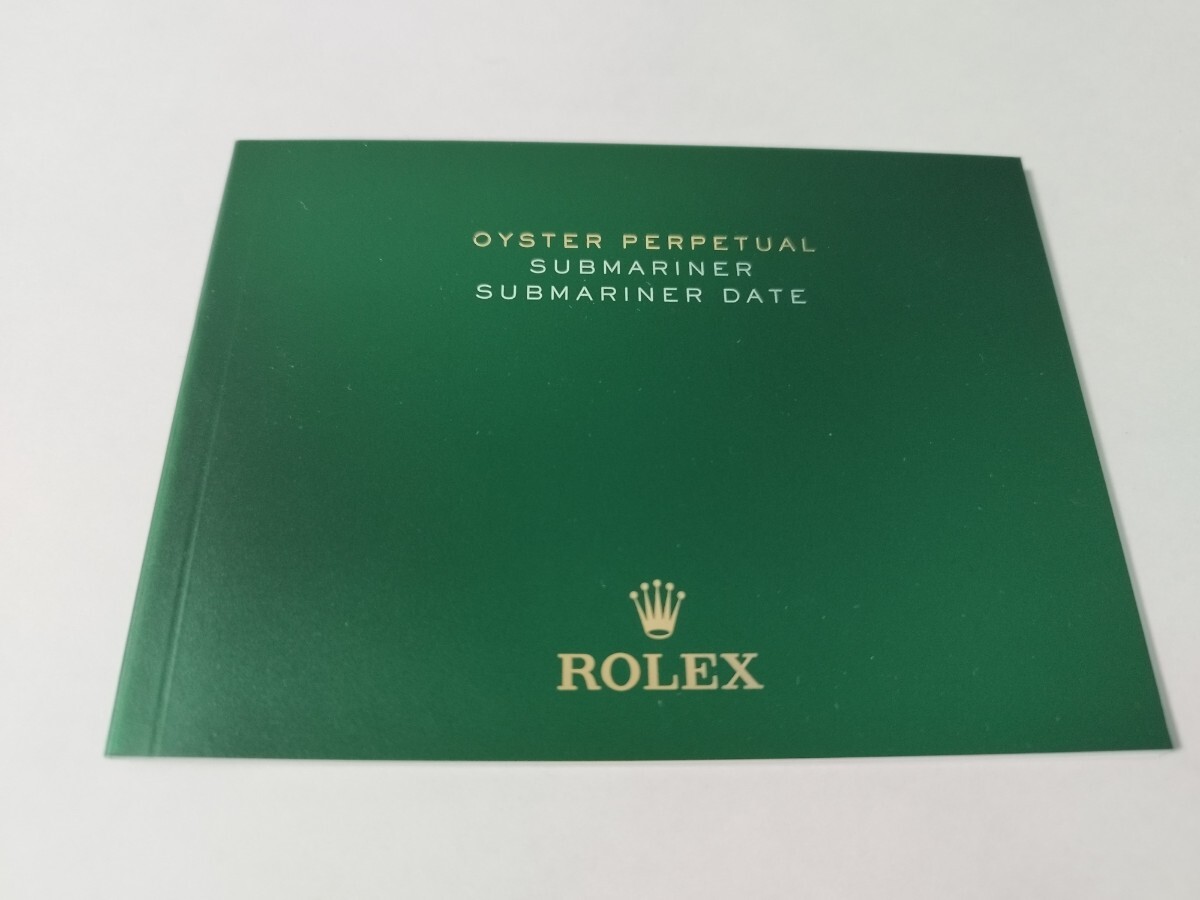 OYSTER PERPETUAL
SUBMARINER
SUBMARINER DATE
ROLEX